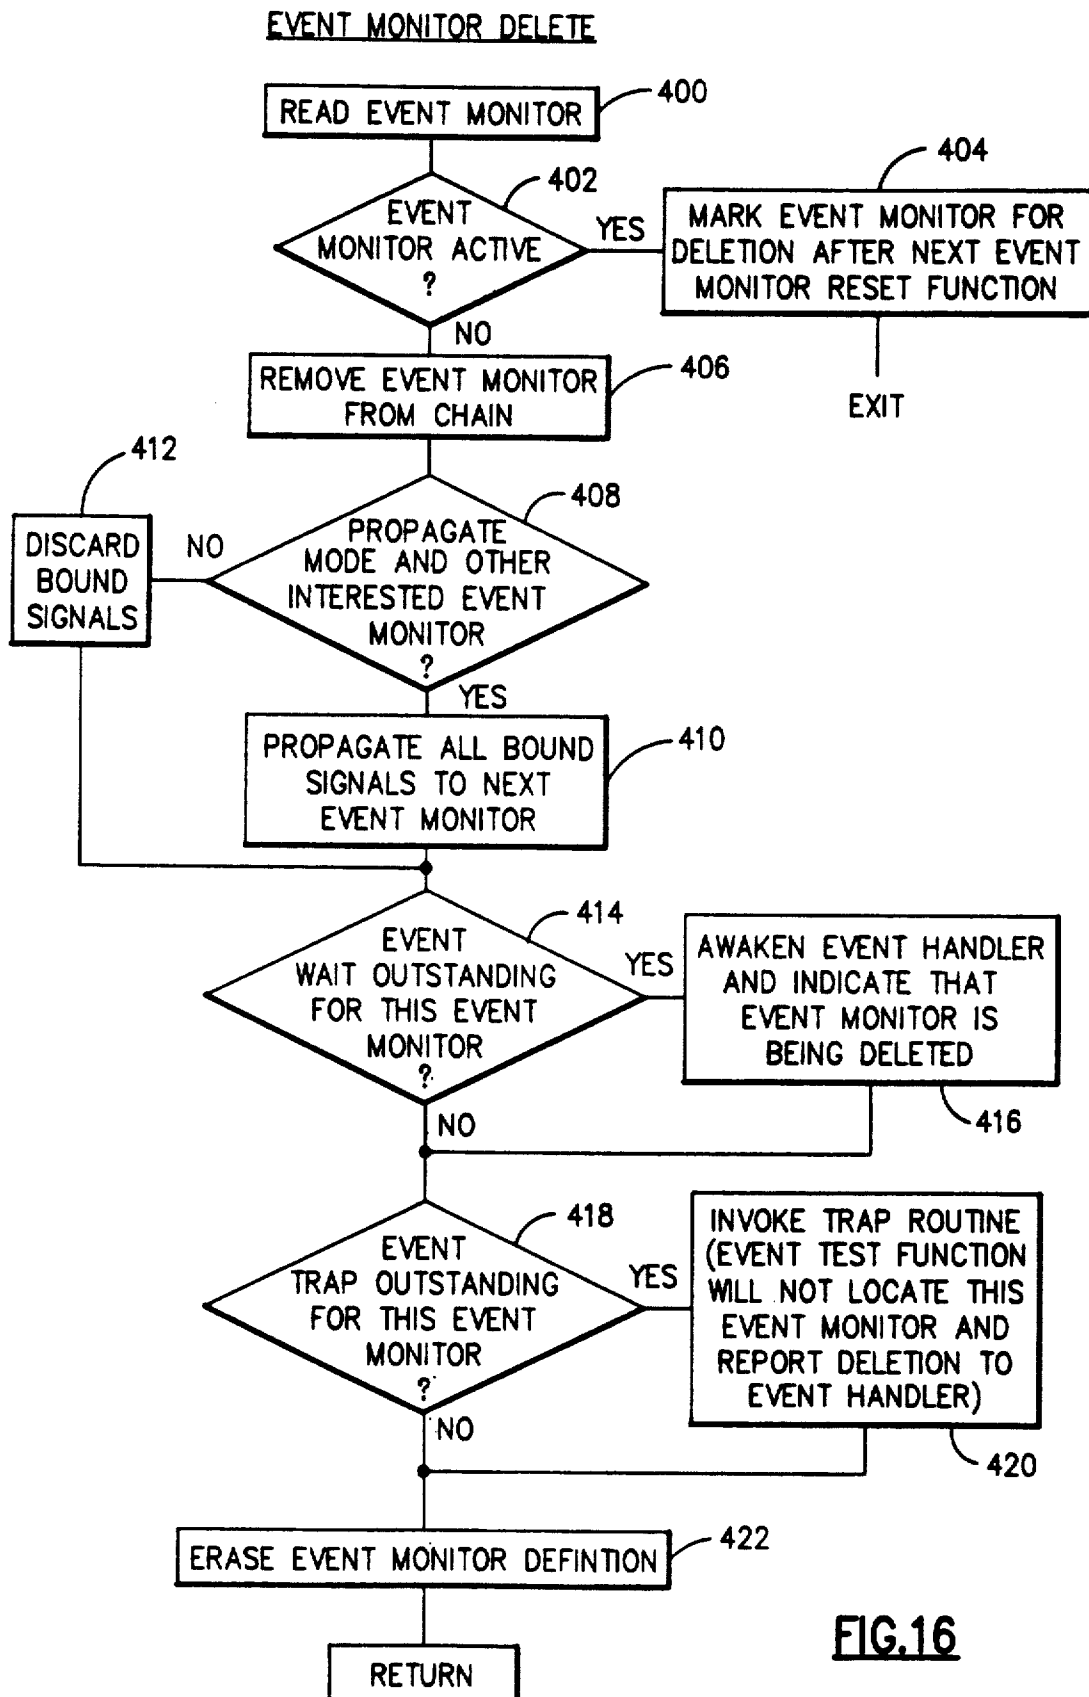 EVENT MONITOR DELETE
READ EVENT MONITOR
400
402
EVENT
MONITOR ACTIVE
?
YES
404
MARK EVENT MONITOR FOR
DELETION AFTER NEXT EVENT
MONITOR RESET FUNCTION
EXIT
NO
REMOVE EVENT MONITOR
FROM CHAIN
406
408
PROPAGATE
MODE AND OTHER
INTERESTED EVENT
MONITOR
?
NO
412
DISCARD
BOUND
SIGNALS
YES
PROPAGATE ALL BOUND
SIGNALS TO NEXT
EVENT MONITOR
410
414
EVENT
WAIT OUTSTANDING
FOR THIS EVENT
MONITOR
?
YES
AWAKEN EVENT HANDLER
AND INDICATE THAT
EVENT MONITOR IS
BEING DELETED
416
NO
418
EVENT
TRAP OUTSTANDING
FOR THIS EVENT
MONITOR
?
YES
INVOKE TRAP ROUTINE
(EVENT TEST FUNCTION
WILL NOT LOCATE THIS
EVENT MONITOR AND
REPORT DELETION TO
EVENT HANDLER)
420
NO
ERASE EVENT MONITOR DEFINTION
422
RETURN
FIG.16